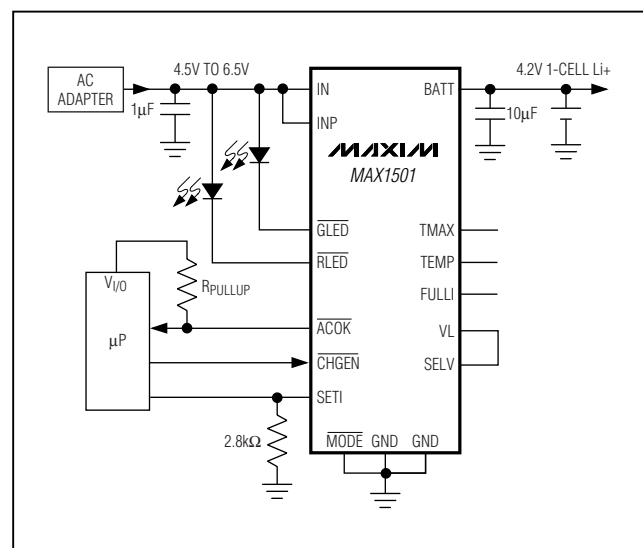 AC
ADAPTER
4.5V TO 6.5V
1µF
IN
INP
BATT
4.2V 1-CELL Li+
10µF
MAXIM
MAX1501
GLED
RLED
TMAX
TEMP
FULLI
VI/O
RPULLUP
µP
ACOK
CHGEN
SETI
VL
SELV
2.8kΩ
MODE GND GND